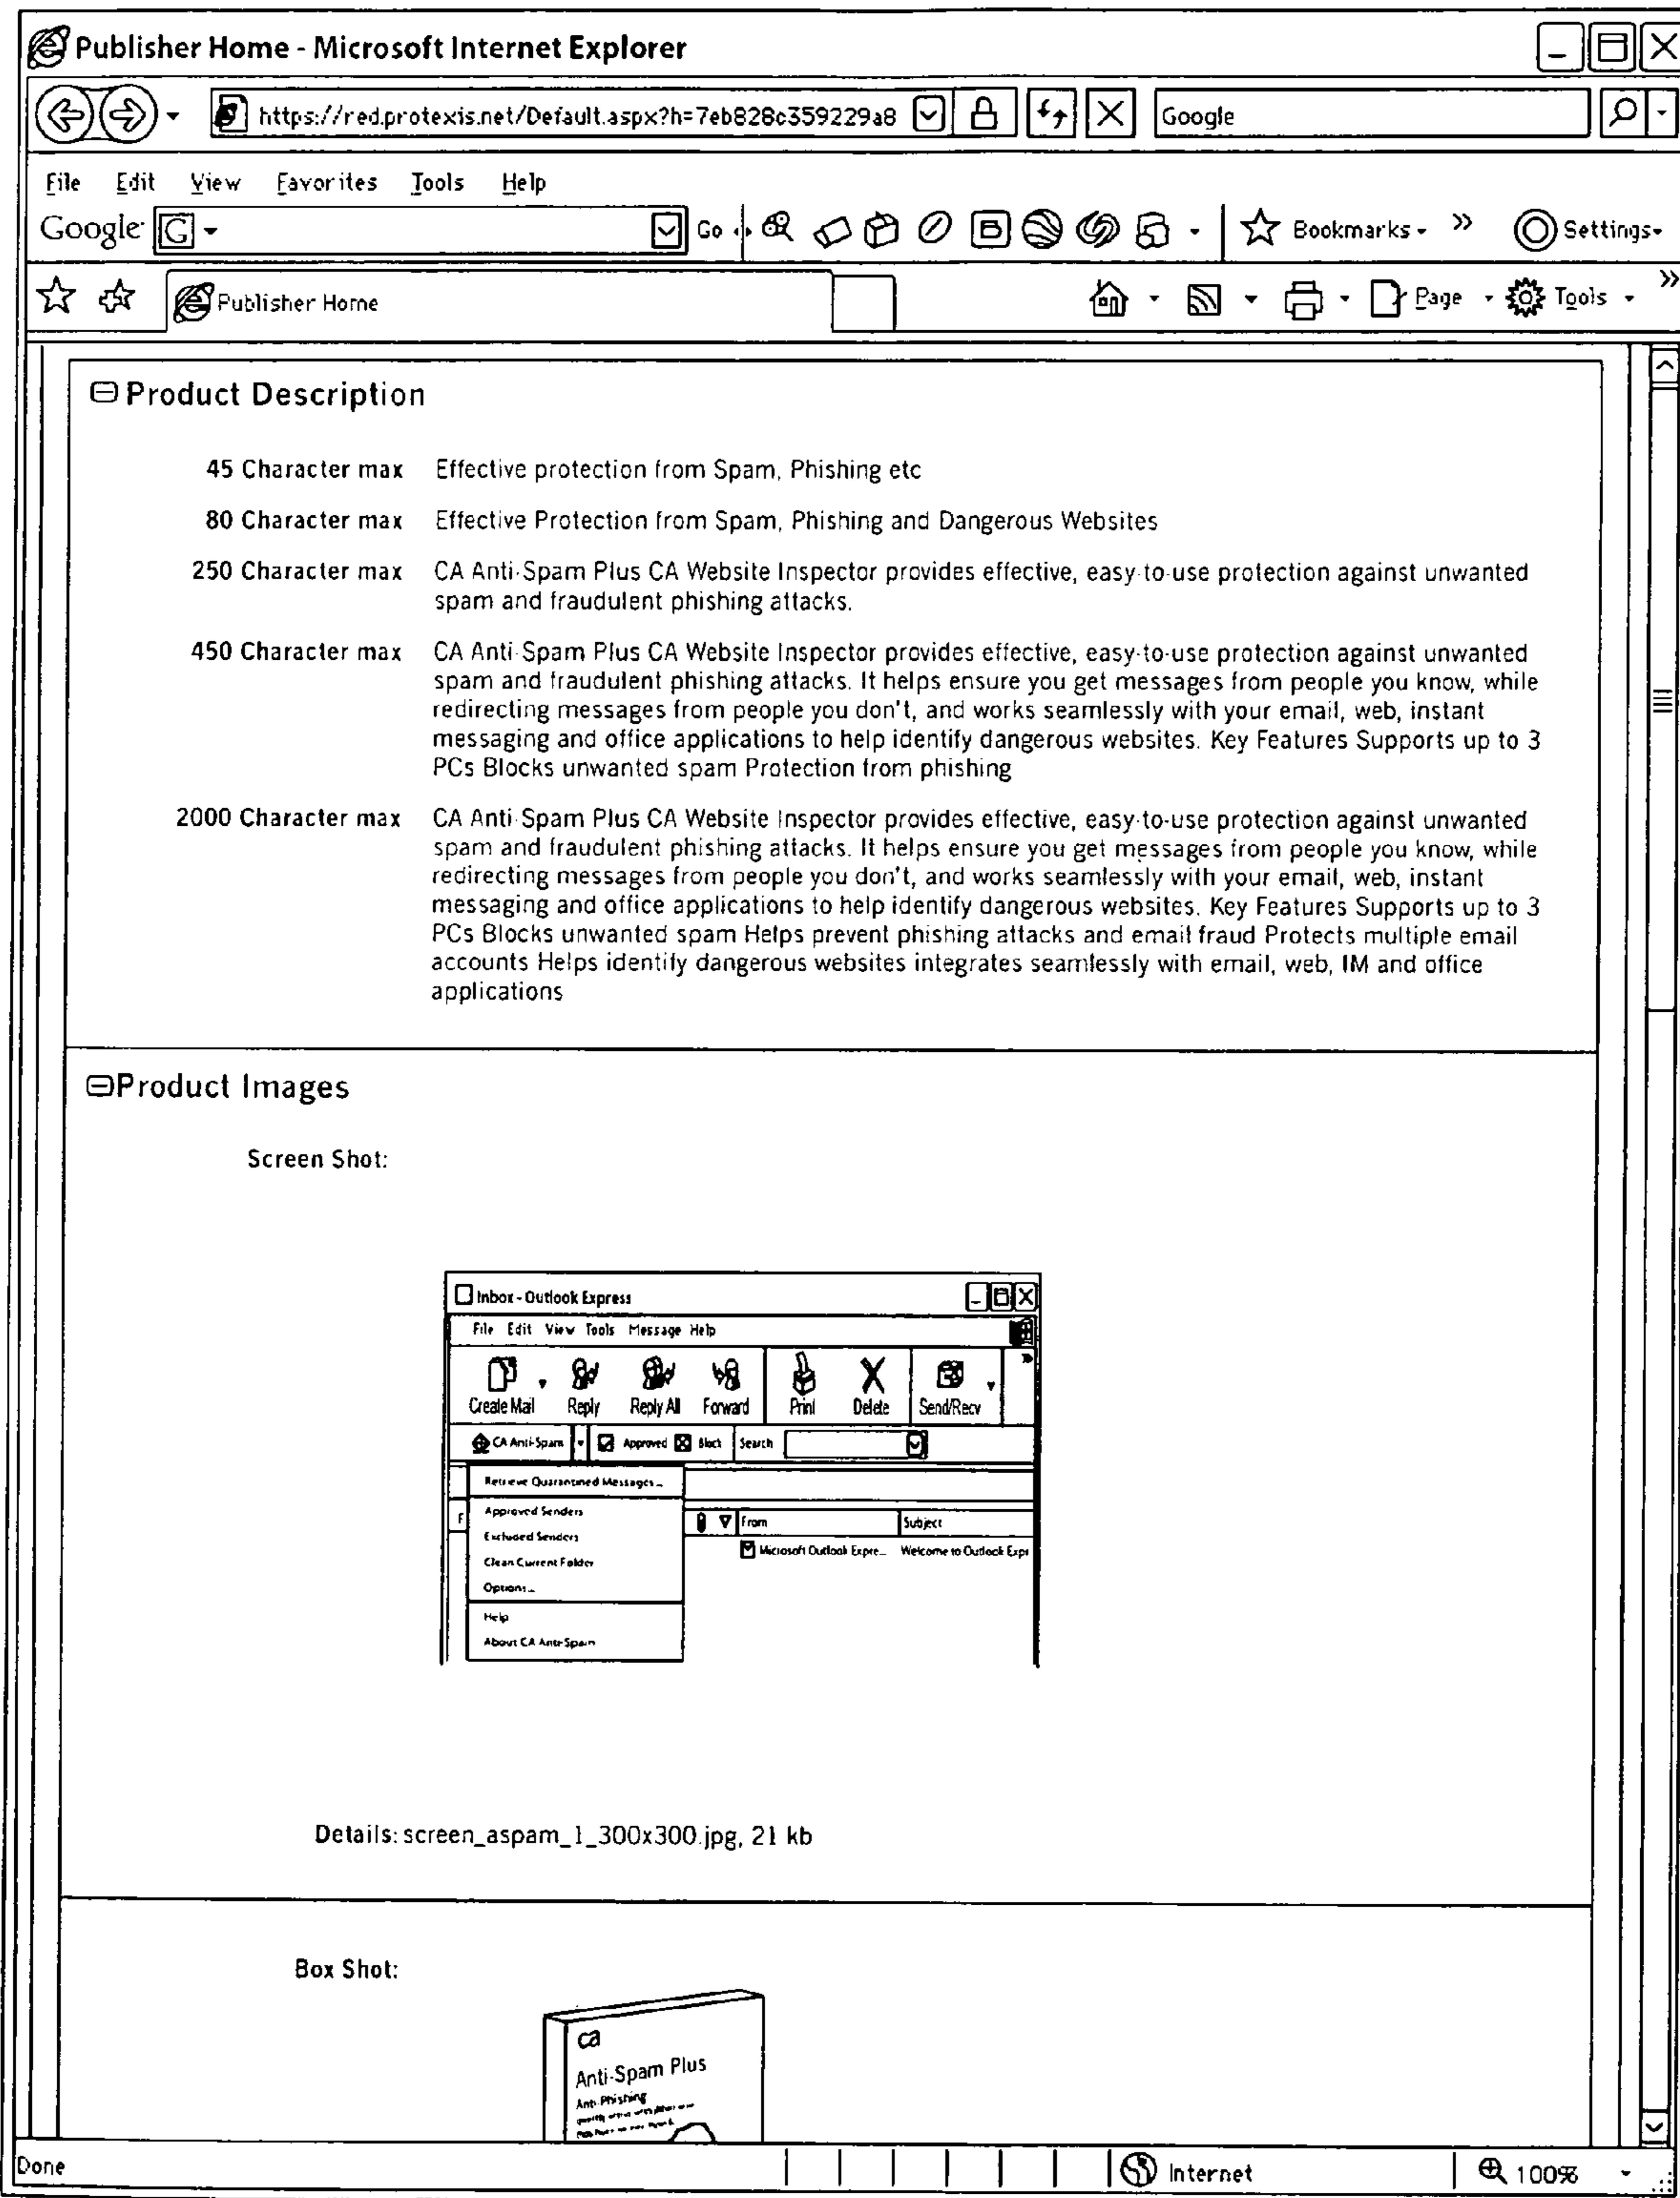 Publisher Home - Microsoft Internet Explorer
https://red.protexis.net/Default.aspx?h=7eb828c359229a8
Google
File Edit View Favorites Tools Help
Google G Go Bookmarks Settings
Publisher Home Page Tools
Product Description
45 Character max Effective protection from Spam, Phishing etc
80 Character max Effective Protection from Spam, Phishing and Dangerous Websites
250 Character max CA Anti-Spam Plus CA Website Inspector provides effective, easy-to-use protection against unwanted
spam and fraudulent phishing attacks.
450 Character max CA Anti-Spam Plus CA Website Inspector provides effective, easy-to-use protection against unwanted
spam and fraudulent phishing attacks. It helps ensure you get messages from people you know, while
redirecting messages from people you don't, and works seamlessly with your email, web, instant
messaging and office applications to help identify dangerous websites. Key Features Supports up to 3
PCs Blocks unwanted spam Protection from phishing
2000 Character max CA Anti-Spam Plus CA Website Inspector provides effective, easy-to-use protection against unwanted
spam and fraudulent phishing attacks. It helps ensure you get messages from people you know, while
redirecting messages from people you don't, and works seamlessly with your email, web, instant
messaging and office applications to help identify dangerous websites. Key Features Supports up to 3
PCs Blocks unwanted spam Helps prevent phishing attacks and email fraud Protects multiple email
accounts Helps identify dangerous websites integrates seamlessly with email, web, IM and office
applications
Product Images
Screen Shot:
Inbox - Outlook Express
File Edit View Tools Message Help
Create Mail Reply Reply All Forward Print Delete Send/Recv
CA Anti-Spam Approved Block Search
Retrieve Quarantined Messages...
Approved Senders
F From Subject
Excluded Senders
Microsoft Outlook Expre... Welcome to Outlook Expr
Clean Current Folder
Options...
Help
About CA Anti-Spam
Details: screen_aspam_1_300x300.jpg, 21 kb
Box Shot:
ca
Anti-Spam Plus
Anti-Phishing
Done Internet 100%